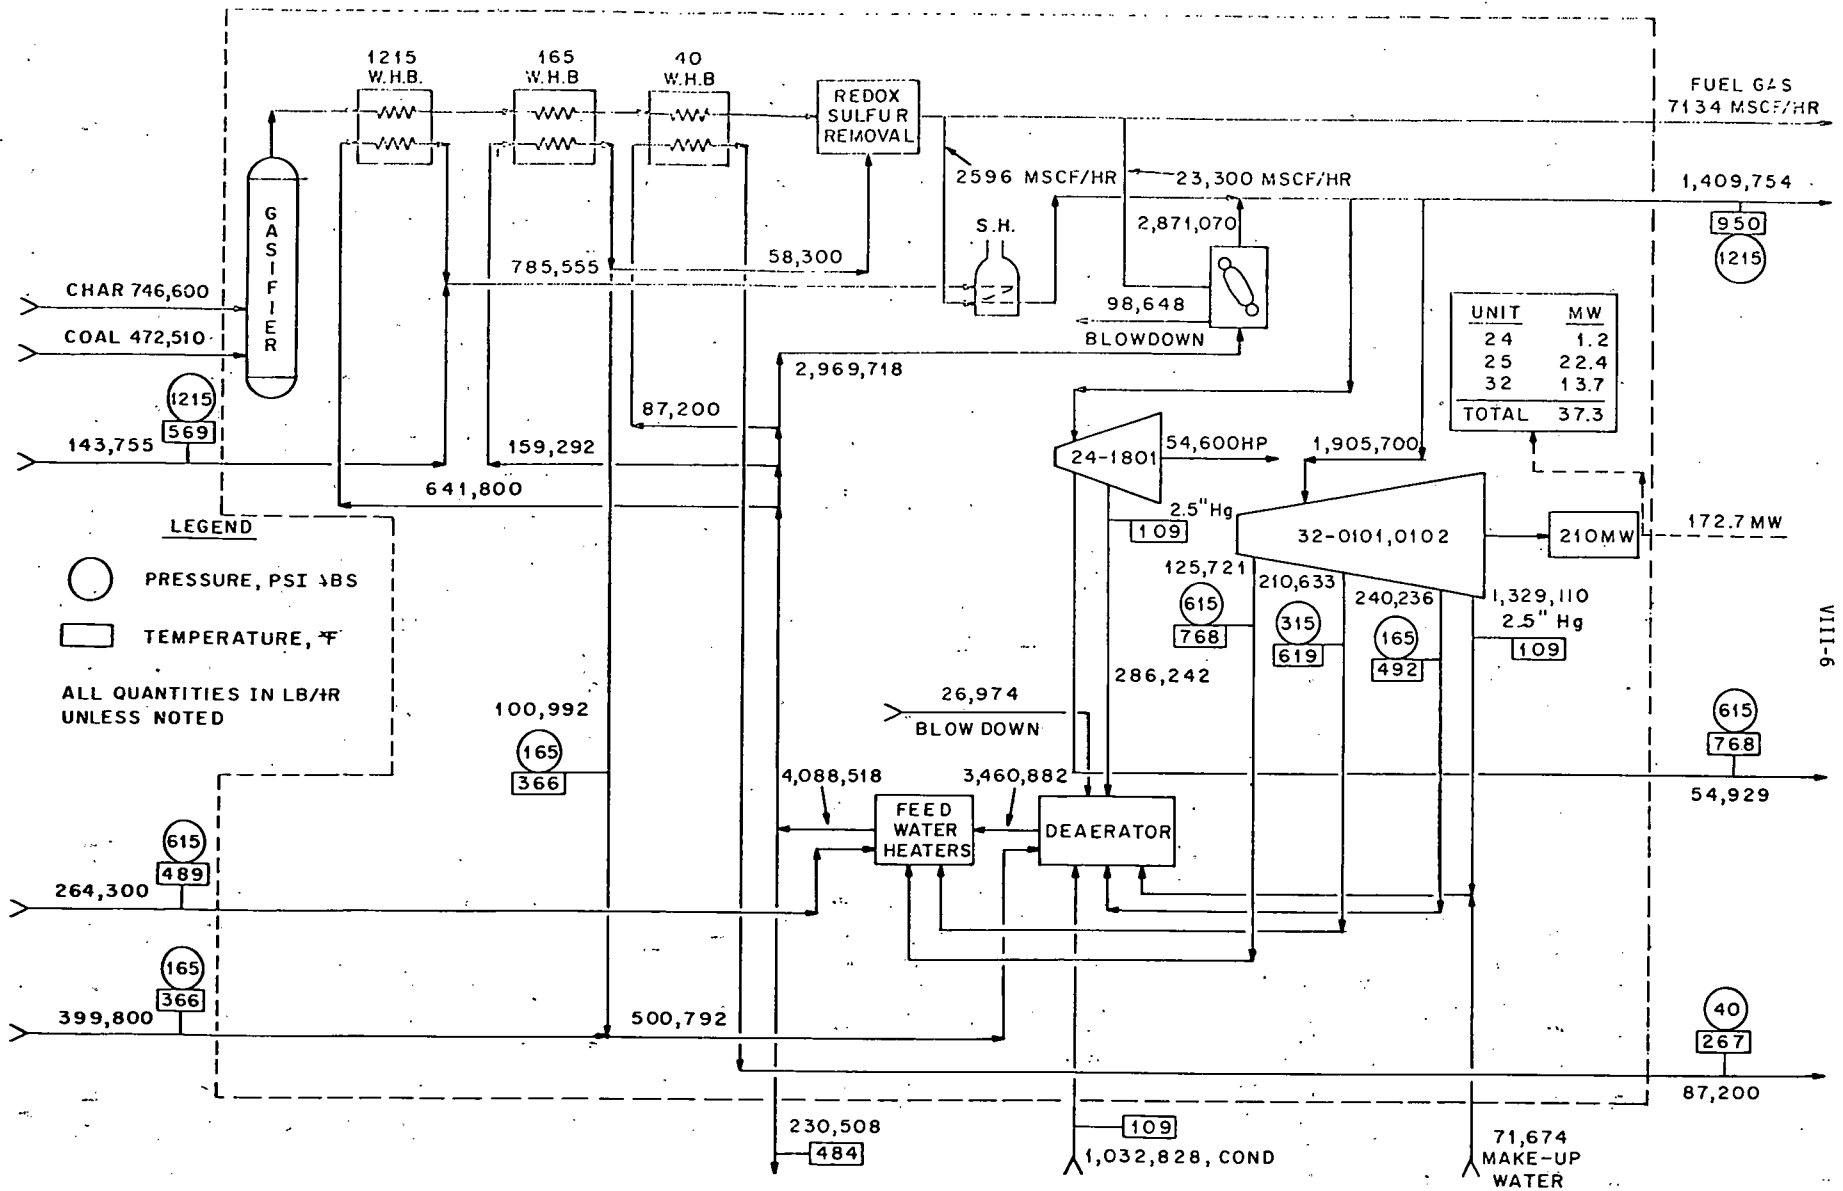 1215
W.H.B.
165
W.H.B
40
W.H.B
REDOX
SULFUR
REMOVAL
FUEL GAS
7134 MSCF/HR
2596 MSCF/HR
23,300 MSCF/HR
1,409,754
950
1215
GASIFIER
S.H.
2,871,070
785,555
58,300
CHAR 746,600
COAL 472,510
98,648
BLOWDOWN
UNIT MW
24 1.2
25 22.4
32 13.7
TOTAL 37.3
2,969,718
1215
569
143,755
87,200
159,292
641,800
24-1801
54,600HP
1,905,700
2.5" Hg
109
32-0101,0102
210MW
172.7 MW
LEGEND
PRESSURE, PSI ABS
TEMPERATURE, °F
ALL QUANTITIES IN LB/HR
UNLESS NOTED
125,721
615
768
210,633
315
619
240,236
165
492
1,329,110
2.5" Hg
109
VIII-6
286,242
26,974
BLOW DOWN
100,992
165
366
615
768
54,929
4,088,518
3,460,882
FEED
WATER
HEATERS
DEAERATOR
615
489
264,300
165
366
399,800
500,792
40
267
87,200
230,508
484
109
1,032,828, COND
71,674
MAKE-UP
WATER